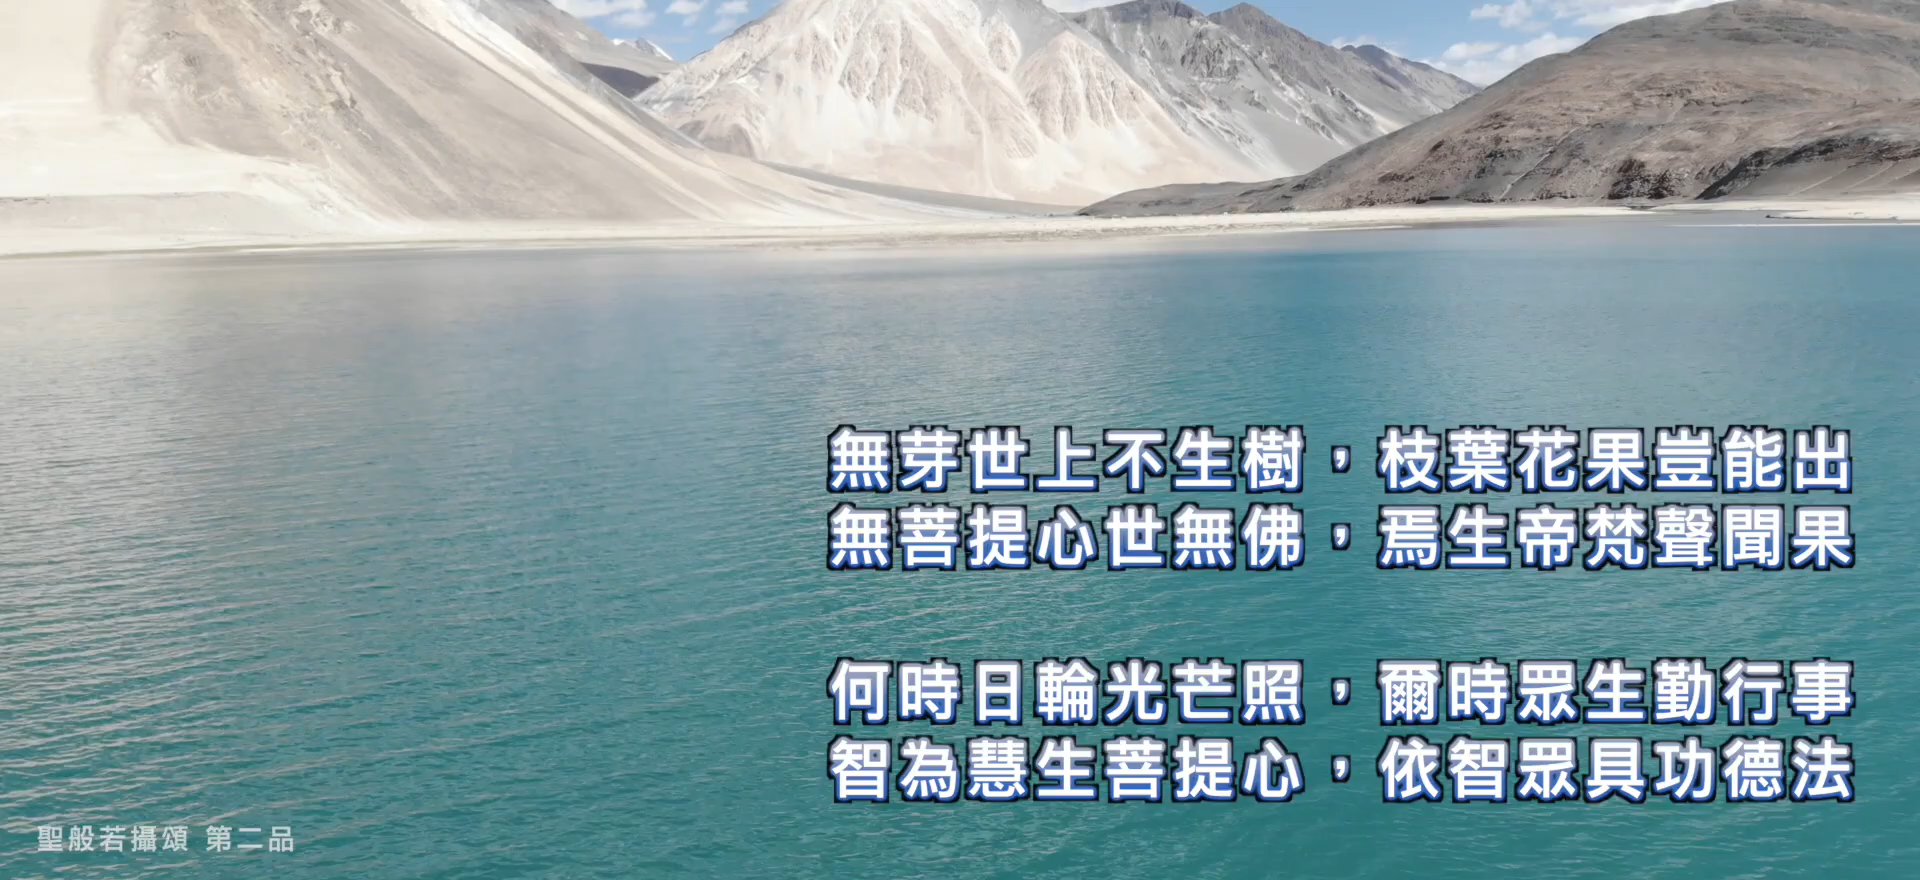 無芽世上不生樹，枝葉花果豈能出
無菩提心世無佛，焉生帝梵聲聞果
何時日輪光芒照，爾時眾生勤行事
智為慧生菩提心，依智眾具功德法
聖般若攝頌 第二品